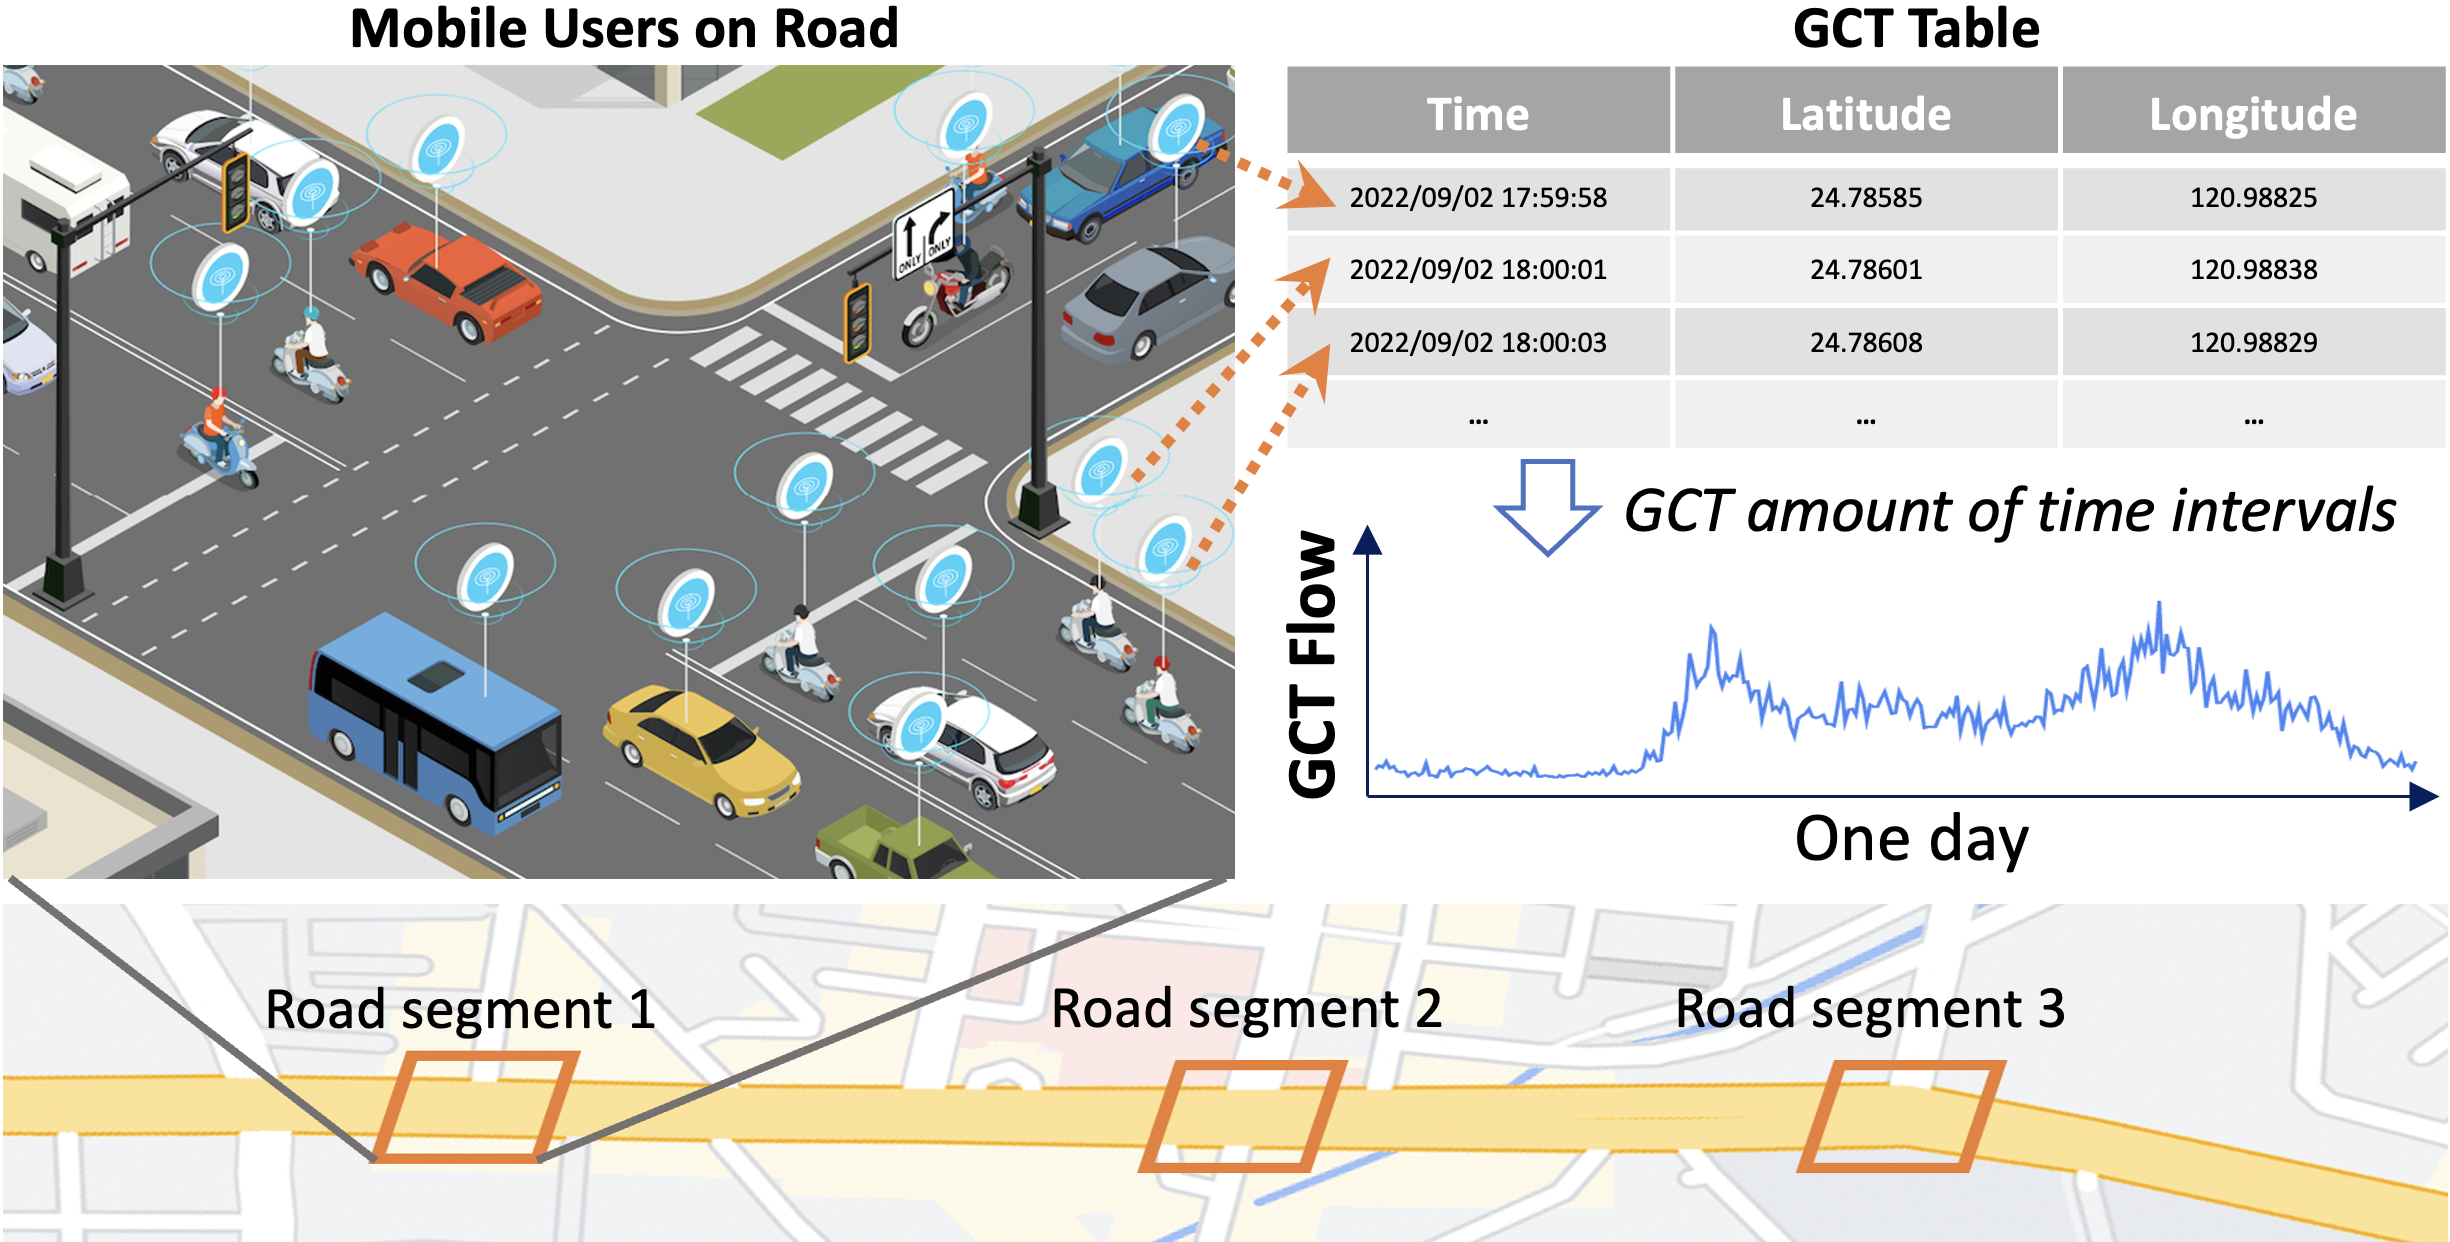 Mobile Users on Road
ONLY ONLY
GCT Table
Time Latitude Longitude
2022/09/02 17:59:58 24.78585 120.98825
2022/09/02 18:00:01 24.78601 120.98838
2022/09/02 18:00:03 24.78608 120.98829
... ... ...
GCT amount of time intervals
GCT Flow
One day
Road segment 1 Road segment 2 Road segment 3